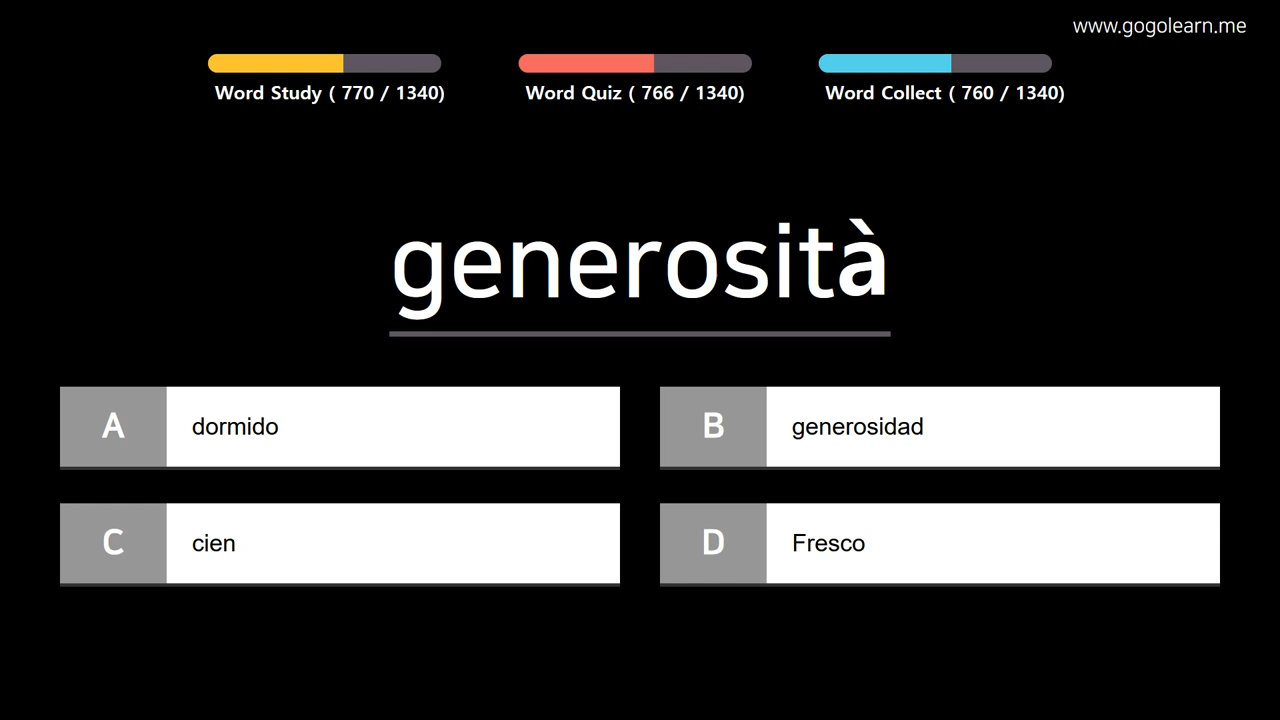 www.gogolearn.me
Word Study ( 770 / 1340)
Word Quiz ( 766 / 1340)
Word Collect ( 760 / 1340)
generosità
A
dormido
B
generosidad
C
cien
D
Fresco